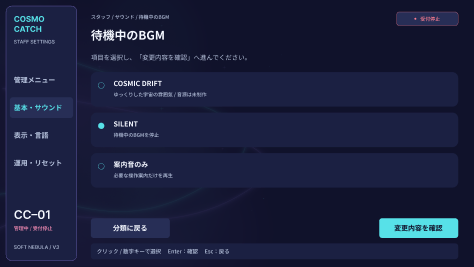 COSMO
CATCH
STAFF SETTINGS
管理メニュー
基本・サウンド
表示・言語
運用・リセット
CC–01
管理中 / 受付停止
SOFT NEBULA / V3
スタッフ / サウンド / 待機中のBGM
待機中のBGM
受付停止
項目を選択し、「変更内容を確認」へ進んでください。
COSMIC DRIFT
ゆっくりした宇宙の雰囲気 / 音源は未制作
SILENT
待機中のBGMを停止
案内音のみ
必要な操作案内だけを再生
分類に戻る
変更内容を確認
クリック / 数字キーで選択 Enter：確認 Esc：戻る